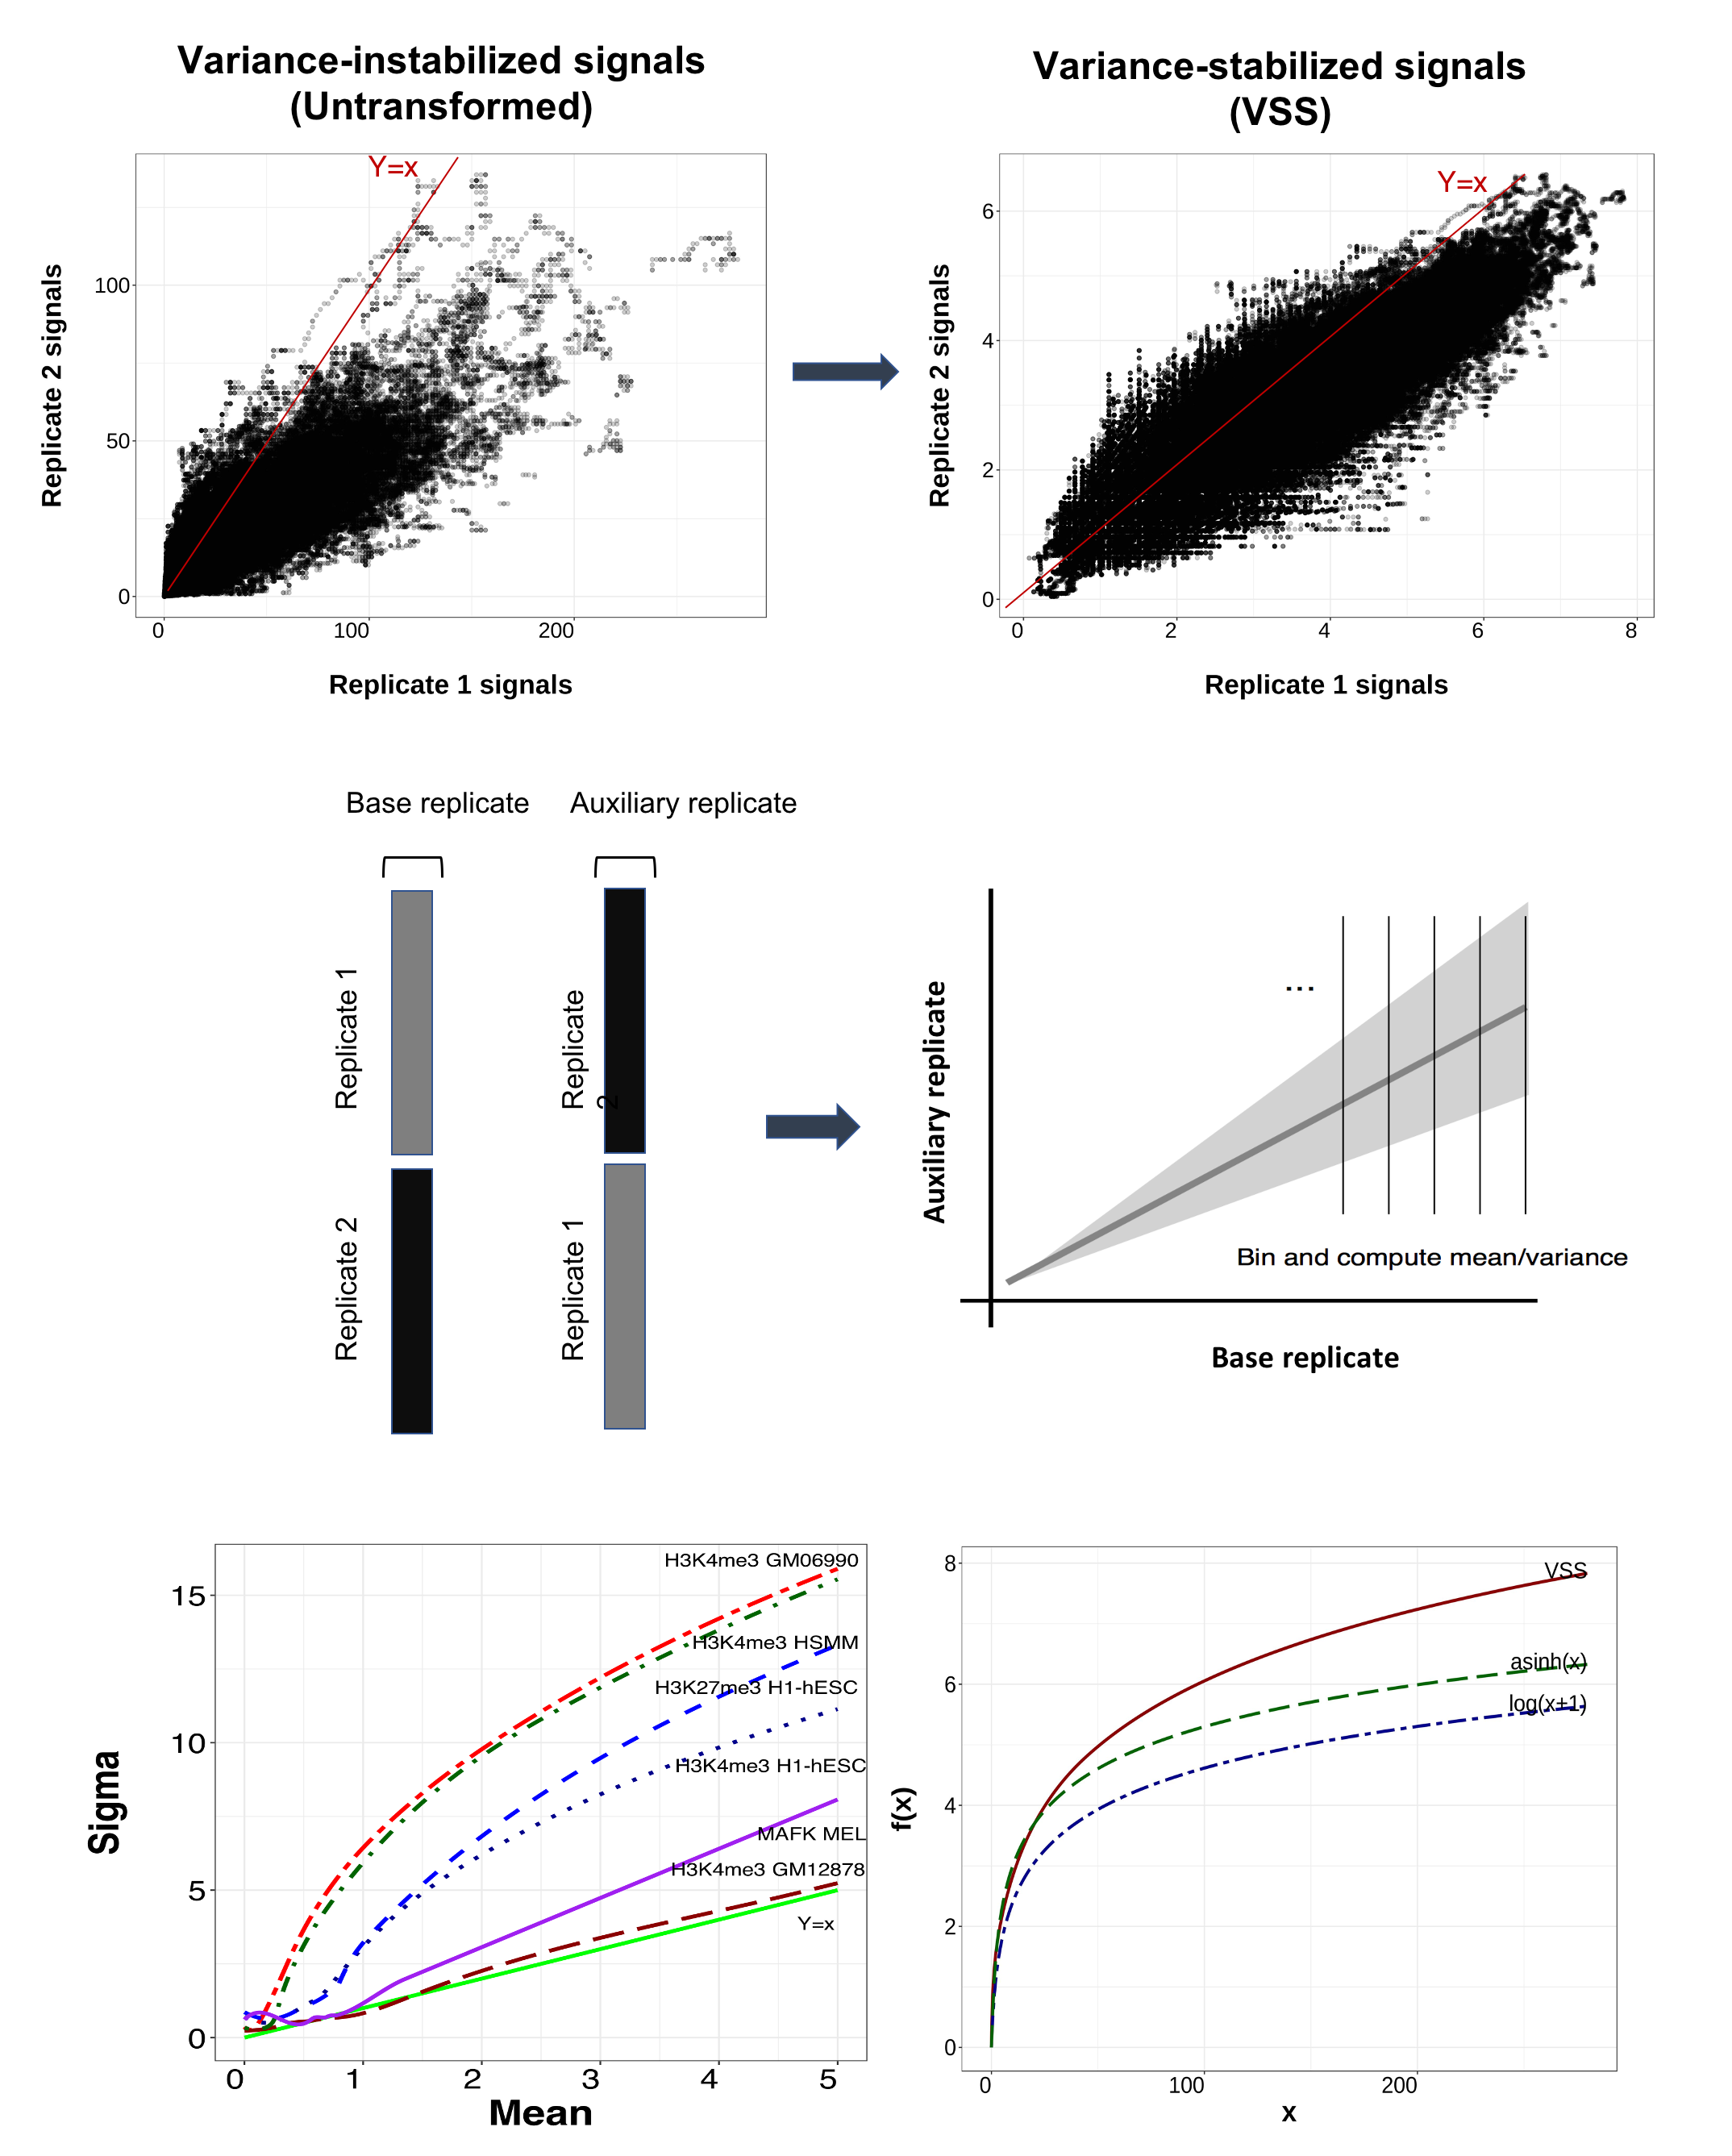 Variance-instabilized signals
(Untransformed)
Variance-stabilized signals
(VSS)
Y=x
100
50
0
0
100
200
Replicate 2 signals
Replicate 1 signals
Y=x
6
4
2
0
0
2
4
6
8
Replicate 2 signals
Replicate 1 signals
Base replicate
Auxiliary replicate
Replicate 1
Replicate
2
Replicate 2
Replicate 1
...
Auxiliary replicate
Bin and compute mean/variance
Base replicate
H3K4me3 GM06990
H3K4me3 HSMM
H3K27me3 H1-hESC
H3K4me3 H1-hESC
MAFK MEL
H3K4me3 GM12878
Y=x
15
10
5
0
0
1
2
3
4
5
Sigma
Mean
VSS
asinh(x)
log(x+1)
8
6
4
2
0
0
100
200
f(x)
x